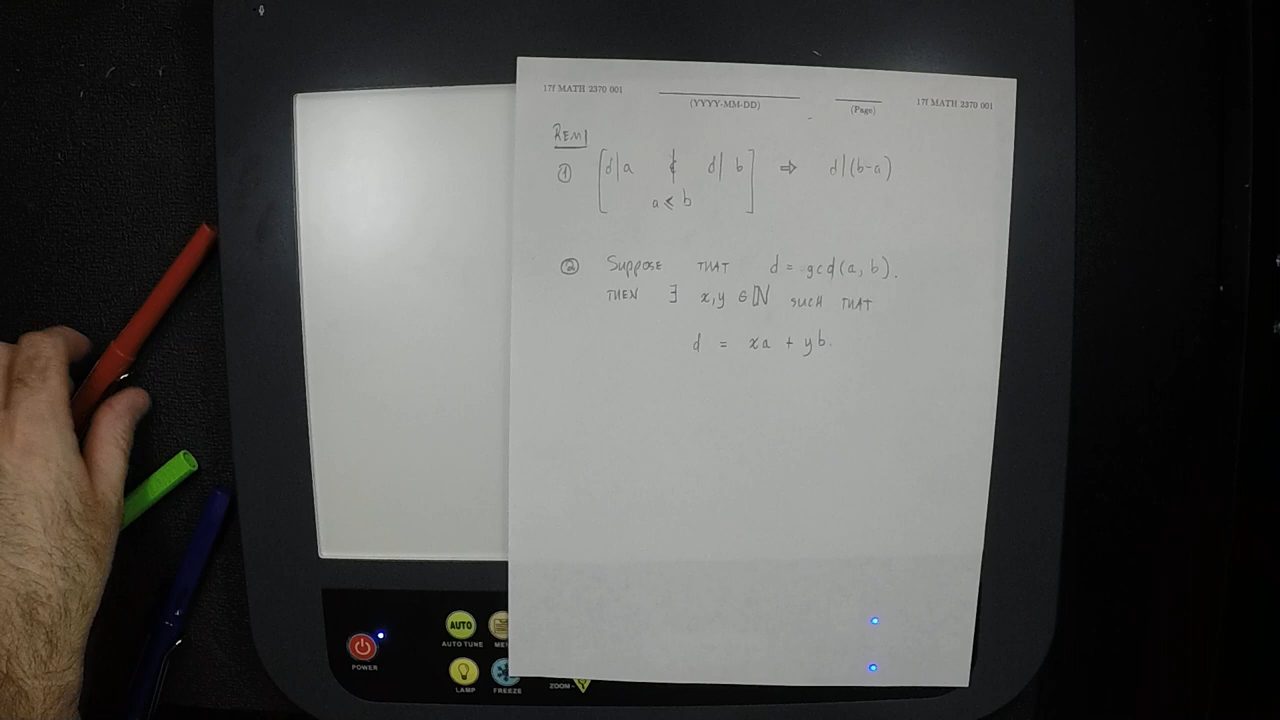 17f MATH 2370 001
(YYYY-MM-DD)
(Page)
17f MATH 2370 001
REM
① [d|a & d|b] ⇒ d|(b-a)
a ≤ b
② SUPPOSE THAT d = gcd(a, b).
THEN ∃ x,y ∈ ℕ SUCH THAT
d = xa + yb.
AUTO
AUTO TUNE
POWER
LAMP
FREEZE
ZOOM-